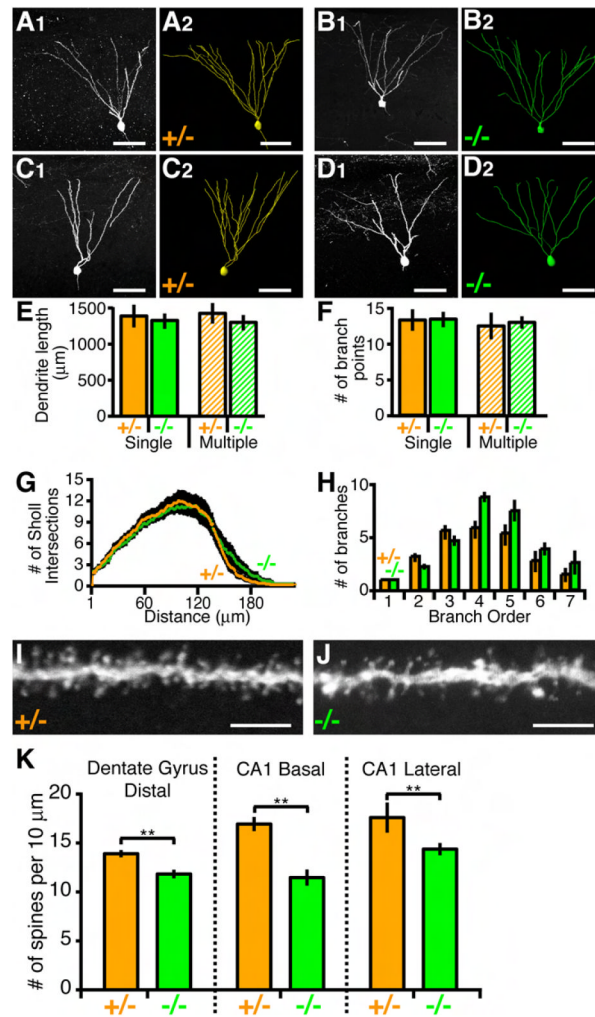 A1 A2 B1 B2
+/- -/-
C1 C2 D1 D2
+/- -/-
E
Dendrite length
(μm)
1500
1000
500
0
+/- -/- +/- -/-
Single Multiple
F
# of branch
points
15
10
5
0
+/- -/- +/- -/-
Single Multiple
G
# of Sholl
Intersections
15
12
9
6
3
0
+/- -/-
1 60 120 180
Distance (μm)
H
# of branches
10
5
0
+/-
-/-
1 2 3 4 5 6 7
Branch Order
I J
+/- -/-
K
Dentate Gyrus
Distal
CA1 Basal
CA1 Lateral
# of spines per 10 μm
20
15
10
5
0
** ** **
+/- -/- +/- -/- +/- -/-